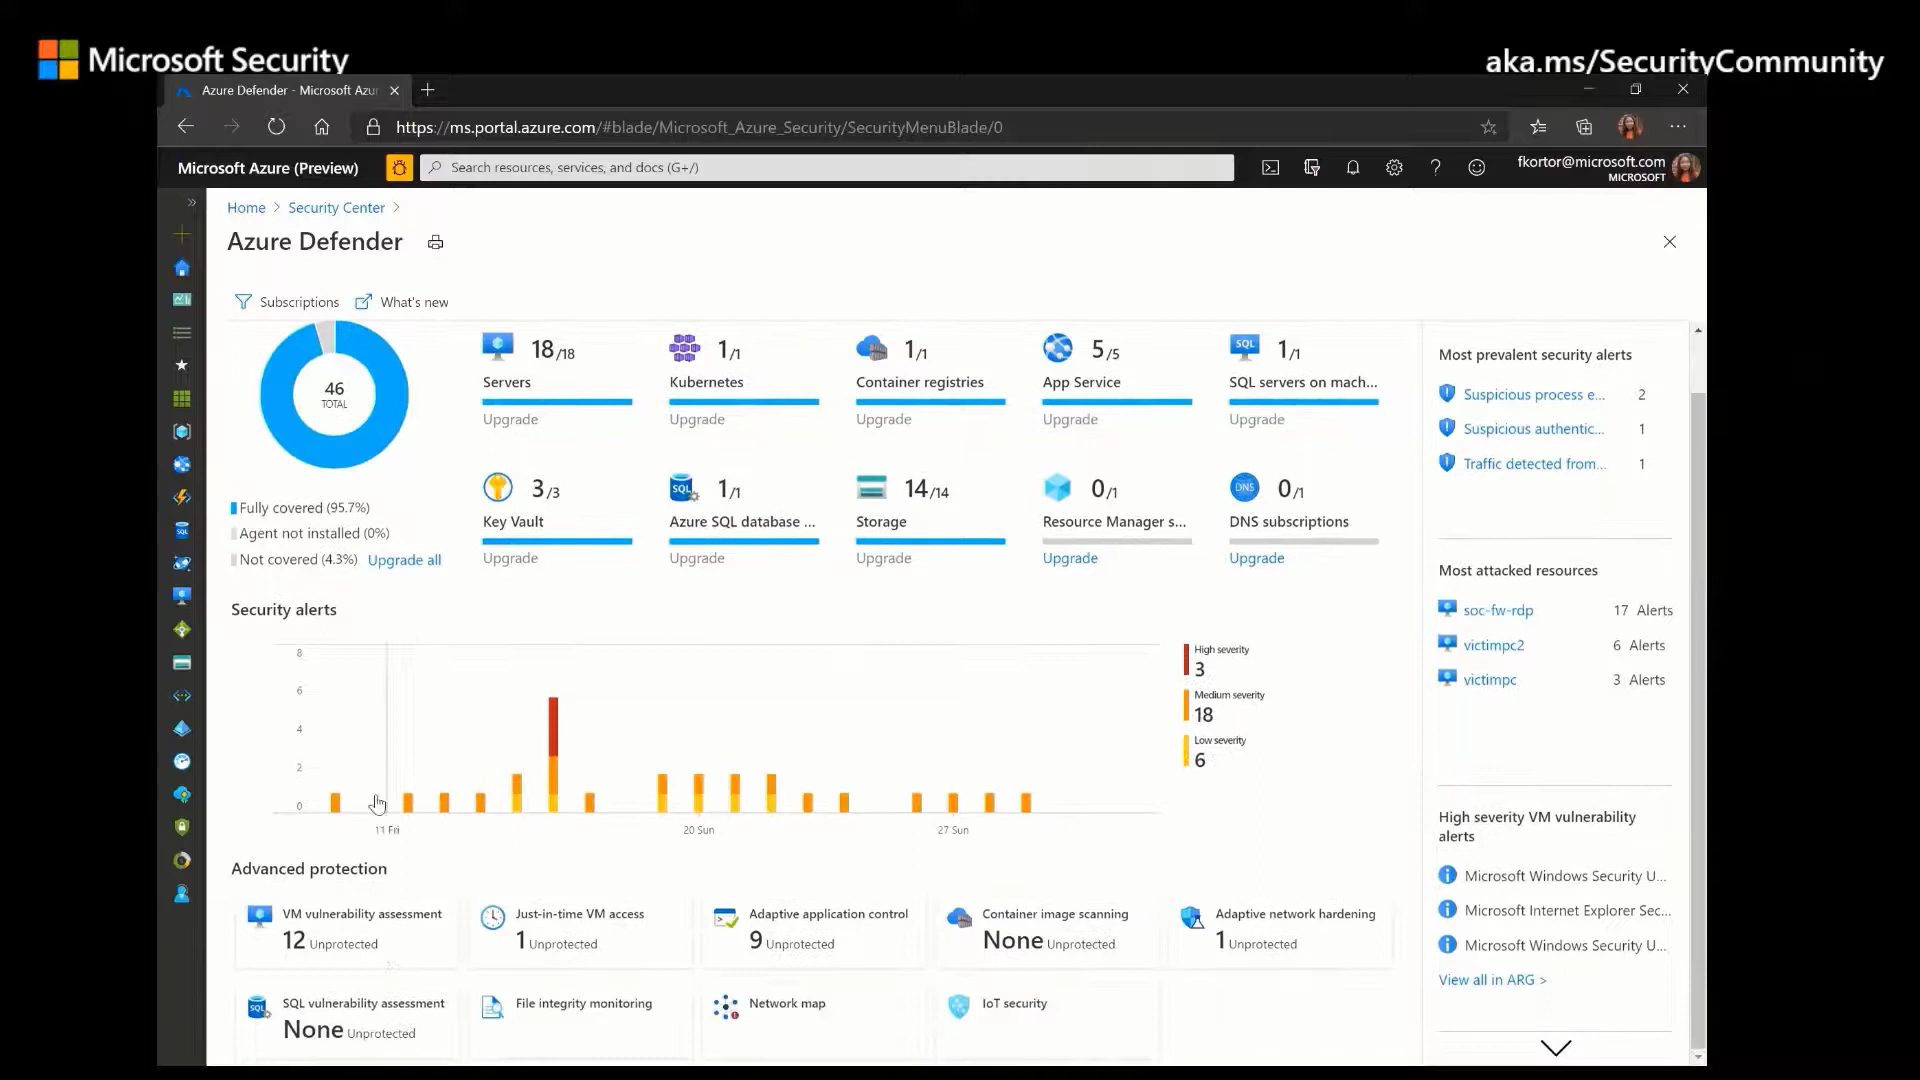 Microsoft Security
aka.ms/SecurityCommunity
Azure Defender - Microsoft Azur
https://ms.portal.azure.com/#blade/Microsoft_Azure_Security/SecurityMenuBlade/0
Microsoft Azure (Preview)
Search resources, services, and docs (G+/)
fkortor@microsoft.com
MICROSOFT
Home > Security Center >
Azure Defender
Subscriptions
What's new
46
TOTAL
Fully covered (95.7%)
Agent not installed (0%)
Not covered (4.3%) Upgrade all
18/18
Servers
Upgrade
1/1
Kubernetes
Upgrade
1/1
Container registries
Upgrade
5/5
App Service
Upgrade
SQL
1/1
SQL servers on mach...
Upgrade
3/3
Key Vault
Upgrade
SQL
1/1
Azure SQL database ...
Upgrade
14/14
Storage
Upgrade
0/1
Resource Manager s...
Upgrade
DNS
0/1
DNS subscriptions
Upgrade
Security alerts
8
6
4
2
0
11 Fri
20 Sun
27 Sun
High severity
3
Medium severity
18
Low severity
6
Advanced protection
VM vulnerability assessment
12 Unprotected
Just-in-time VM access
1 Unprotected
Adaptive application control
9 Unprotected
Container image scanning
None Unprotected
Adaptive network hardening
1 Unprotected
SQL vulnerability assessment
None Unprotected
File integrity monitoring
Network map
IoT security
Most prevalent security alerts
Suspicious process e... 2
Suspicious authentic... 1
Traffic detected from... 1
Most attacked resources
soc-fw-rdp 17 Alerts
victimpc2 6 Alerts
victimpc 3 Alerts
High severity VM vulnerability
alerts
Microsoft Windows Security U...
Microsoft Internet Explorer Sec...
Microsoft Windows Security U...
View all in ARG >